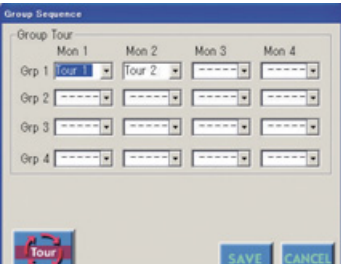 Group Sequence
Group Tour
Mon 1 Mon 2 Mon 3 Mon 4
Grp 1 Tour 1 Tour 2 ----- -----
Grp 2 ----- ----- ----- -----
Grp 3 ----- ----- ----- -----
Grp 4 ----- ----- ----- -----
Tour SAVE CANCEL